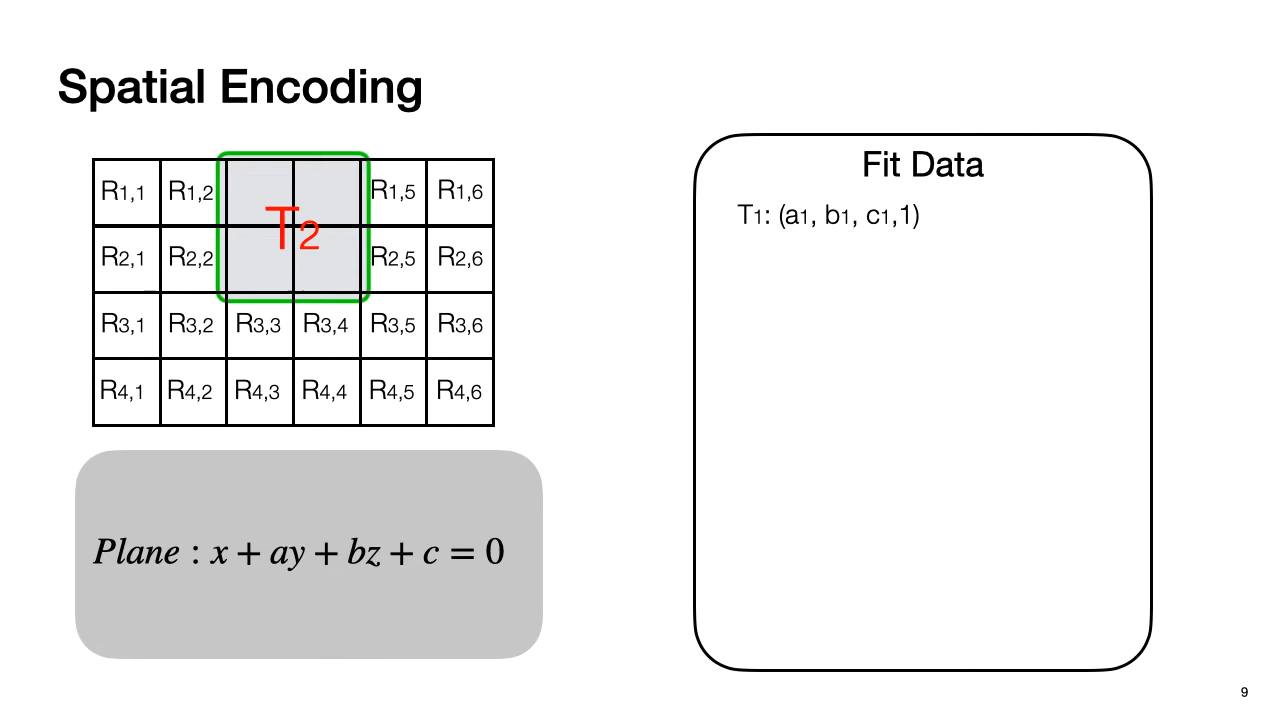 Spatial Encoding
R1,1 R1,2 R1,5 R1,6
T2
R2,1 R2,2 R2,5 R2,6
R3,1 R3,2 R3,3 R3,4 R3,5 R3,6
R4,1 R4,2 R4,3 R4,4 R4,5 R4,6
Plane : x + ay + bz + c = 0
Fit Data
T1: (a1, b1, c1,1)
9